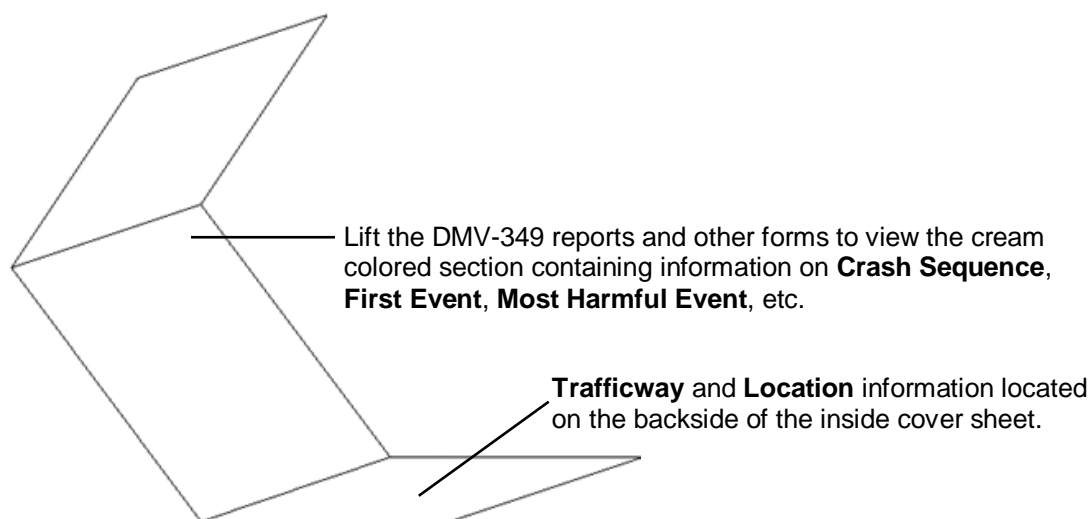 Lift the DMV-349 reports and other forms to view the cream
colored section containing information on Crash Sequence,
First Event, Most Harmful Event, etc.
Trafficway and Location information located
on the backside of the inside cover sheet.